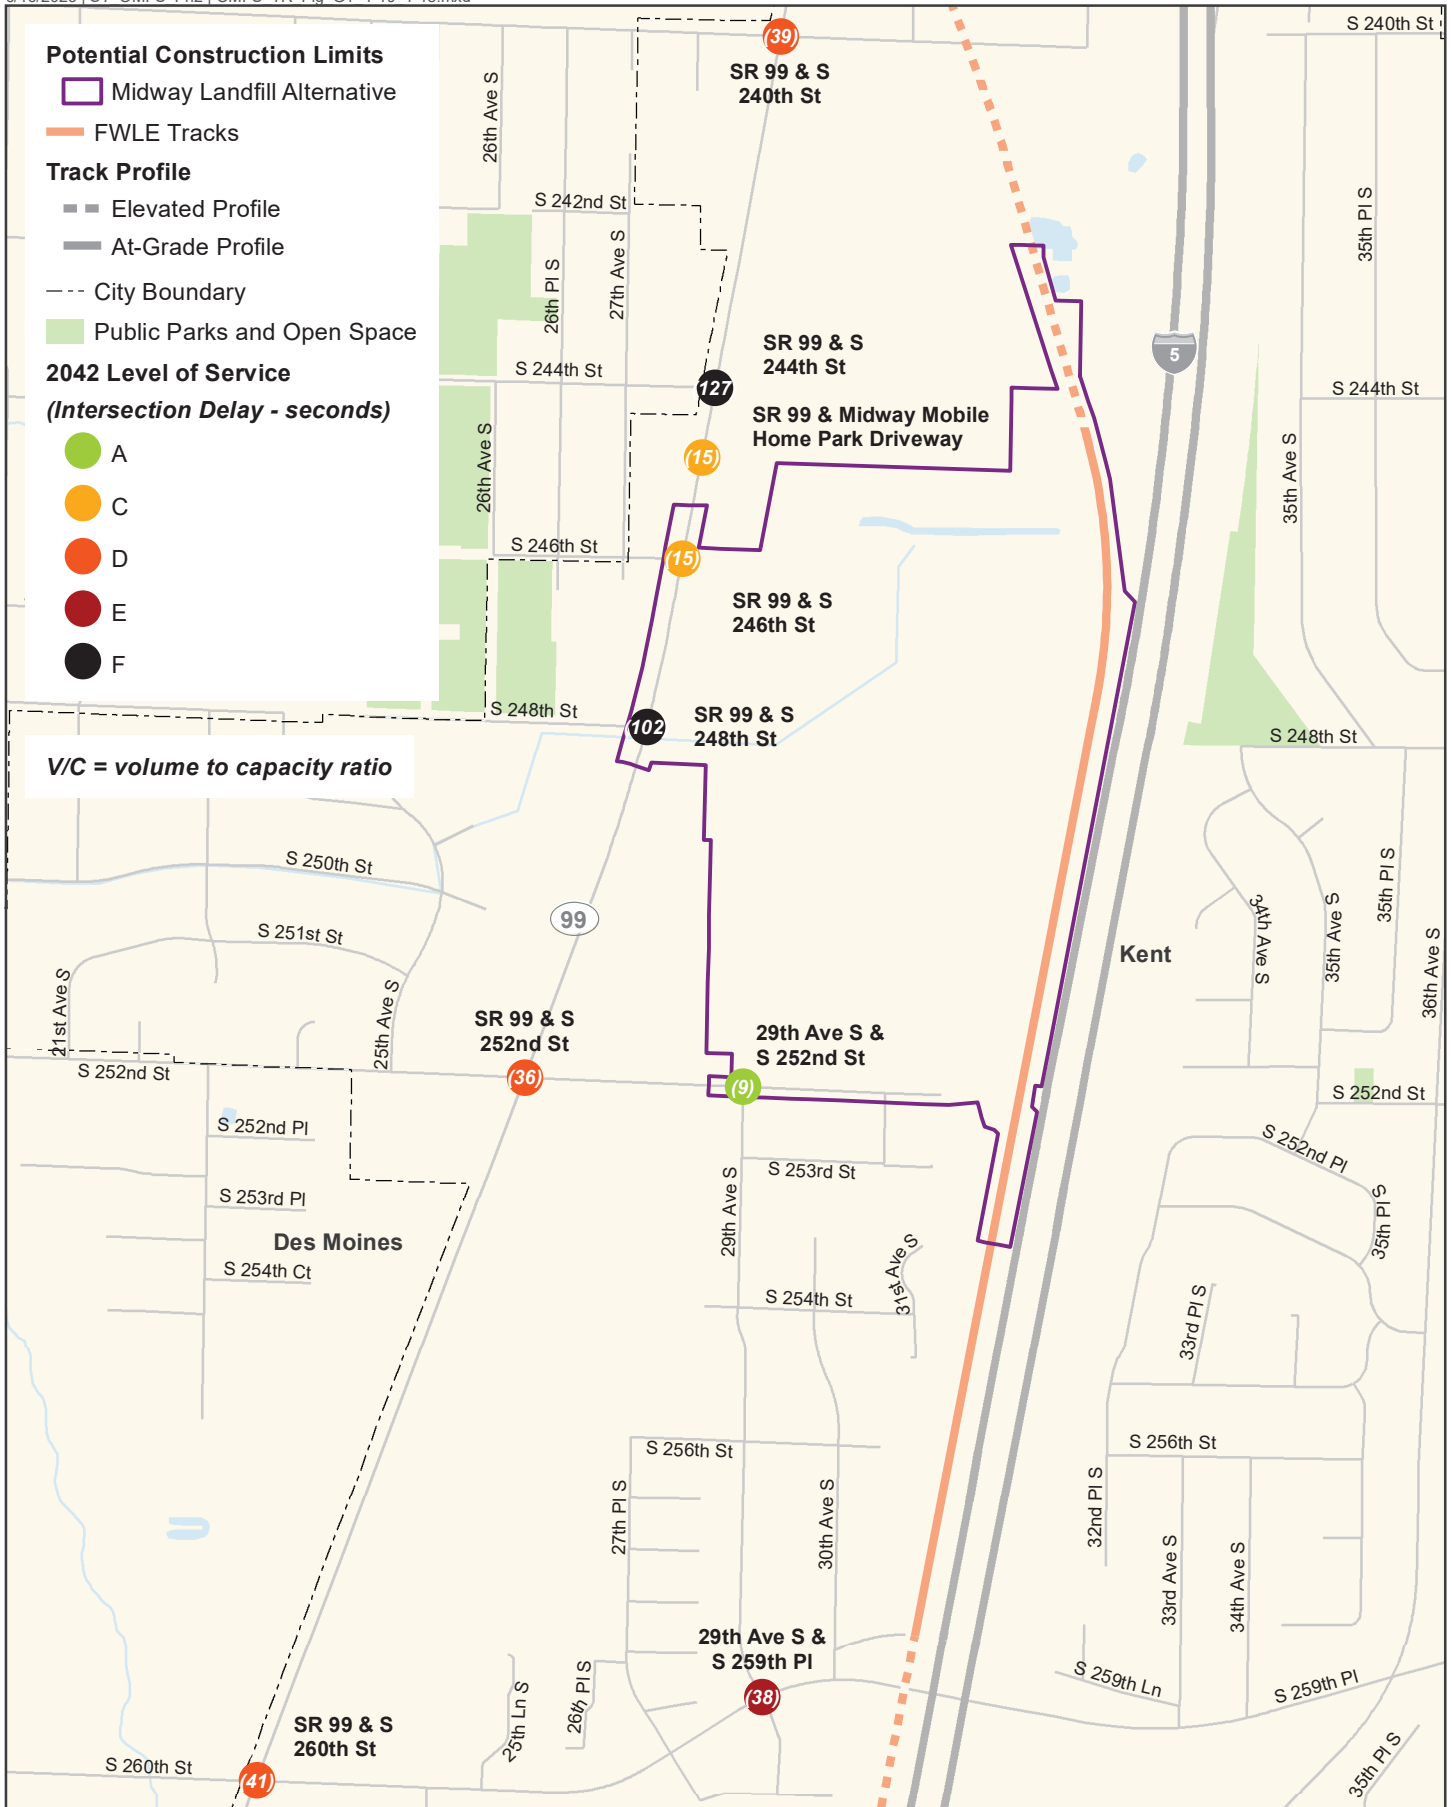 Potential Construction Limits
Midway Landfill Alternative
FWLE Tracks
Track Profile
Elevated Profile
At-Grade Profile
City Boundary
Public Parks and Open Space
2042 Level of Service
(Intersection Delay - seconds)
A
C
D
E
F
V/C = volume to capacity ratio
S 240th St
(39)
SR 99 & S
240th St
26th Ave S
S 242nd St
26th Pl S
27th Ave S
35th Pl S
5
SR 99 & S
244th St
S 244th St
127
S 244th St
SR 99 & Midway Mobile
Home Park Driveway
(15)
26th Ave S
35th Ave S
S 246th St
(15)
SR 99 & S
246th St
S 248th St
(102
SR 99 & S
248th St
S 248th St
S 250th St
99
S 251st St
21st Ave S
25th Ave S
34th Ave S
35th Ave S
35th Pl S
36th Ave S
Kent
SR 99 & S
252nd St
(36)
29th Ave S &
S 252nd St
(9)
S 252nd St
S 252nd St
S 252nd Pl
S 252nd Pl
S 253rd St
S 253rd Pl
29th Ave S
35th Pl S
Des Moines
31st Ave S
S 254th Ct
S 254th St
33rd Pl S
S 256th St
S 256th St
27th Pl S
30th Ave S
32nd Pl S
33rd Ave S
34th Ave S
29th Ave S &
S 259th Pl
(38)
S 259th Ln
S 259th Pl
25th Ln S
26th Pl S
SR 99 & S
260th St
S 260th St
(41)
35th Pl S